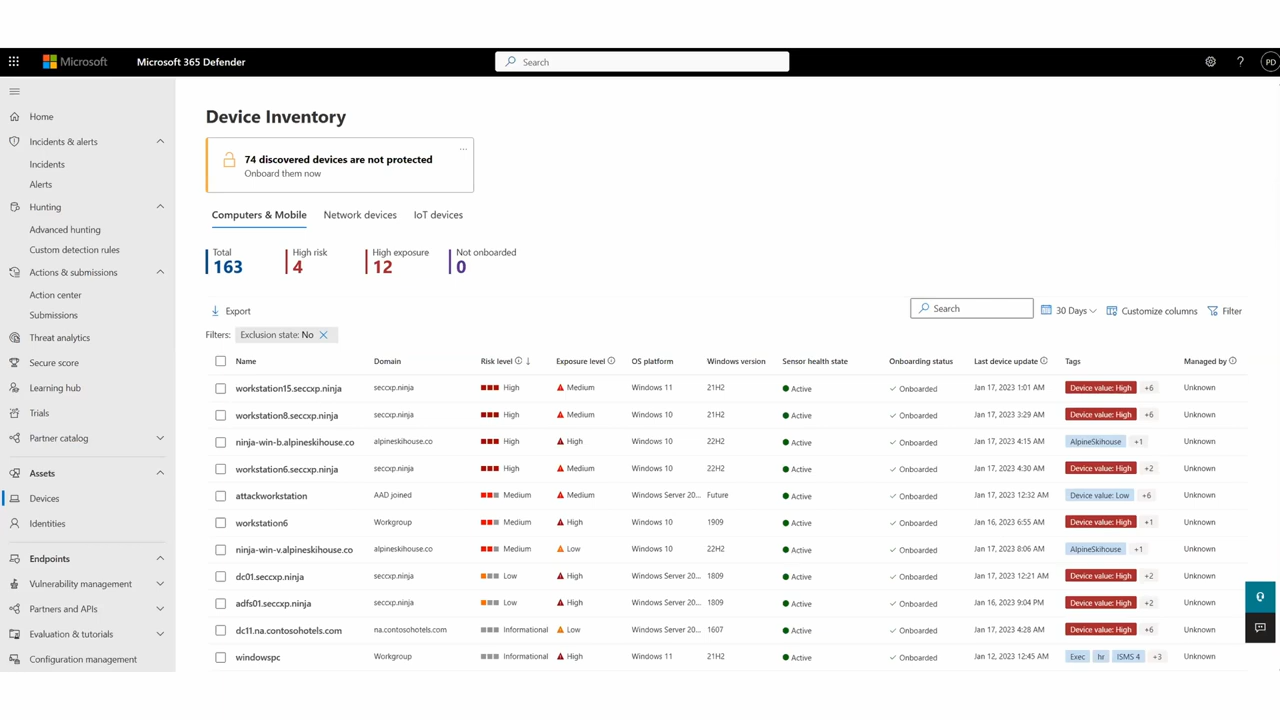 Microsoft Microsoft 365 Defender Search ? PD
Home
Incidents & alerts
Incidents
Alerts
Hunting
Advanced hunting
Custom detection rules
Actions & submissions
Action center
Submissions
Threat analytics
Secure score
Learning hub
Trials
Partner catalog
Assets
Devices
Identities
Endpoints
Vulnerability management
Partners and APIs
Evaluation & tutorials
Configuration management
Device Inventory
74 discovered devices are not protected ...
Onboard them now
Computers & Mobile Network devices IoT devices
Total High risk High exposure Not onboarded
163 4 12 0
Export Search 30 Days Customize columns Filter
Filters: Exclusion state: No
Name Domain Risk level Exposure level OS platform Windows version Sensor health state Onboarding status Last device update Tags Managed by
workstation15.seccxp.ninja seccxp.ninja High Medium Windows 11 21H2 Active Onboarded Jan 17, 2023 1:01 AM Device value: High +6 Unknown
workstation8.seccxp.ninja seccxp.ninja High Medium Windows 10 21H2 Active Onboarded Jan 17, 2023 3:29 AM Device value: High +6 Unknown
ninja-win-b.alpineskihouse.co alpineskihouse.co High High Windows 10 22H2 Active Onboarded Jan 17, 2023 4:15 AM AlpineSkihouse +1 Unknown
workstation6.seccxp.ninja seccxp.ninja High Medium Windows 10 22H2 Active Onboarded Jan 17, 2023 4:30 AM Device value: High +2 Unknown
attackworkstation AAD joined Medium Medium Windows Server 20... Future Active Onboarded Jan 17, 2023 12:32 AM Device value: Low +6 Unknown
workstation6 Workgroup Medium High Windows 10 1909 Active Onboarded Jan 16, 2023 6:55 AM Device value: High +1 Unknown
ninja-win-v.alpineskihouse.co alpineskihouse.co Medium Low Windows 10 22H2 Active Onboarded Jan 17, 2023 8:06 AM AlpineSkihouse +1 Unknown
dc01.seccxp.ninja seccxp.ninja Low High Windows Server 20... 1809 Active Onboarded Jan 17, 2023 12:21 AM Device value: High +2 Unknown
adfs01.seccxp.ninja seccxp.ninja Low High Windows Server 20... 1809 Active Onboarded Jan 16, 2023 9:04 PM Device value: High +2 Unknown
dc11.na.contosohotels.com na.contosohotels.com Informational Low Windows Server 20... 1607 Active Onboarded Jan 17, 2023 4:28 AM Device value: High +6 Unknown
windowspc Workgroup Informational High Windows 11 21H2 Active Onboarded Jan 12, 2023 12:45 AM Exec hr ISMS 4 +3 Unknown